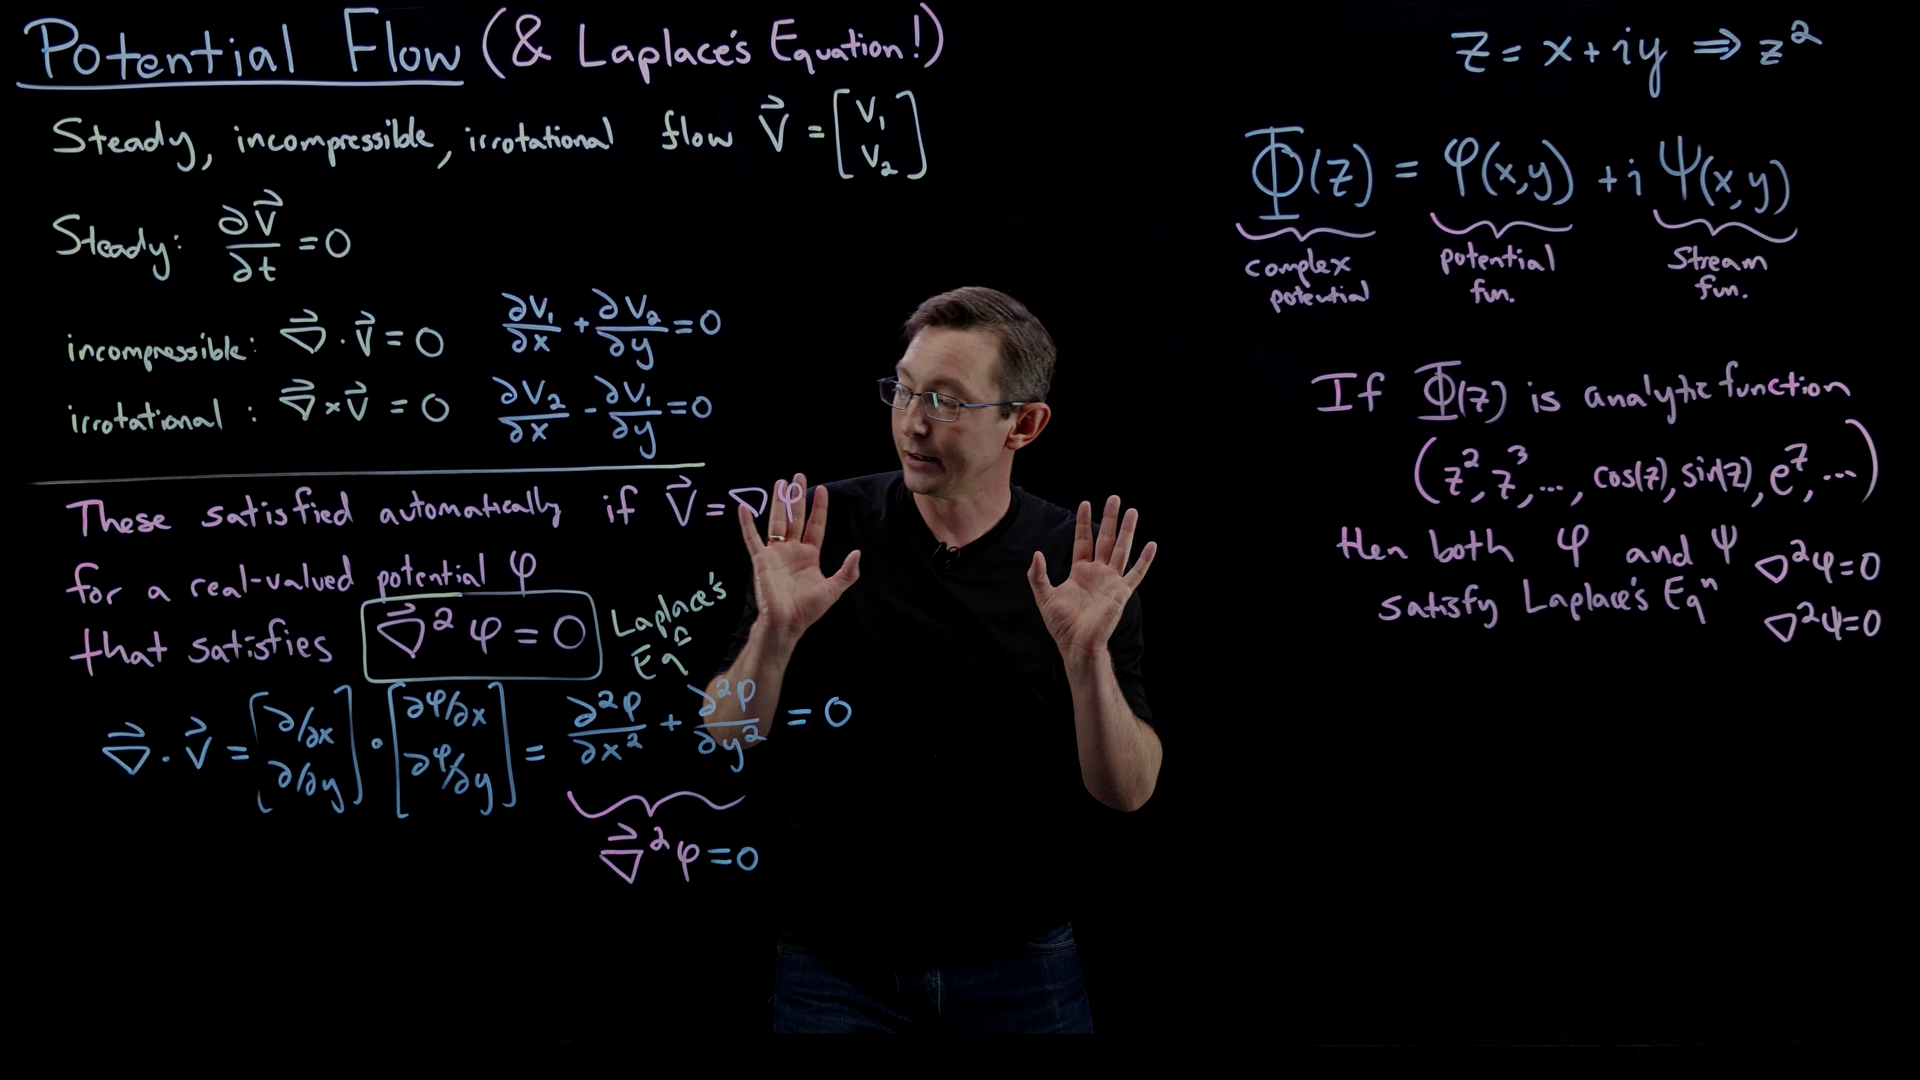 Potential Flow (& Laplace's Equation!)
Steady, incompressible, irrotational flow V⃗ = [V₁ V₂]
Steady: ∂V⃗/∂t = 0
incompressible: ∇⃗ · V⃗ = 0 ∂V₁/∂x + ∂V₂/∂y = 0
irrotational : ∇⃗ × V⃗ = 0 ∂V₂/∂x - ∂V₁/∂y = 0
These satisfied automatically if V⃗ = ∇φ
for a real-valued potential φ
that satisfies ∇⃗² φ = 0 Laplace's Eqⁿ
∇⃗ · V⃗ = [∂/∂x ∂/∂y] · [∂φ/∂x ∂φ/∂y] = ∂²φ/∂x² + ∂²φ/∂y² = 0
∇⃗² φ = 0
z = x + iy ⇒ z²
Φ(z) = φ(x,y) + i ψ(x,y)
complex potential
potential fun.
Stream fun.
If Φ(z) is analytic function
(z², z³, ..., cos(z), sin(z), e^z, ...)
then both φ and ψ ∇²φ=0
satisfy Laplace's Eqⁿ ∇²ψ=0